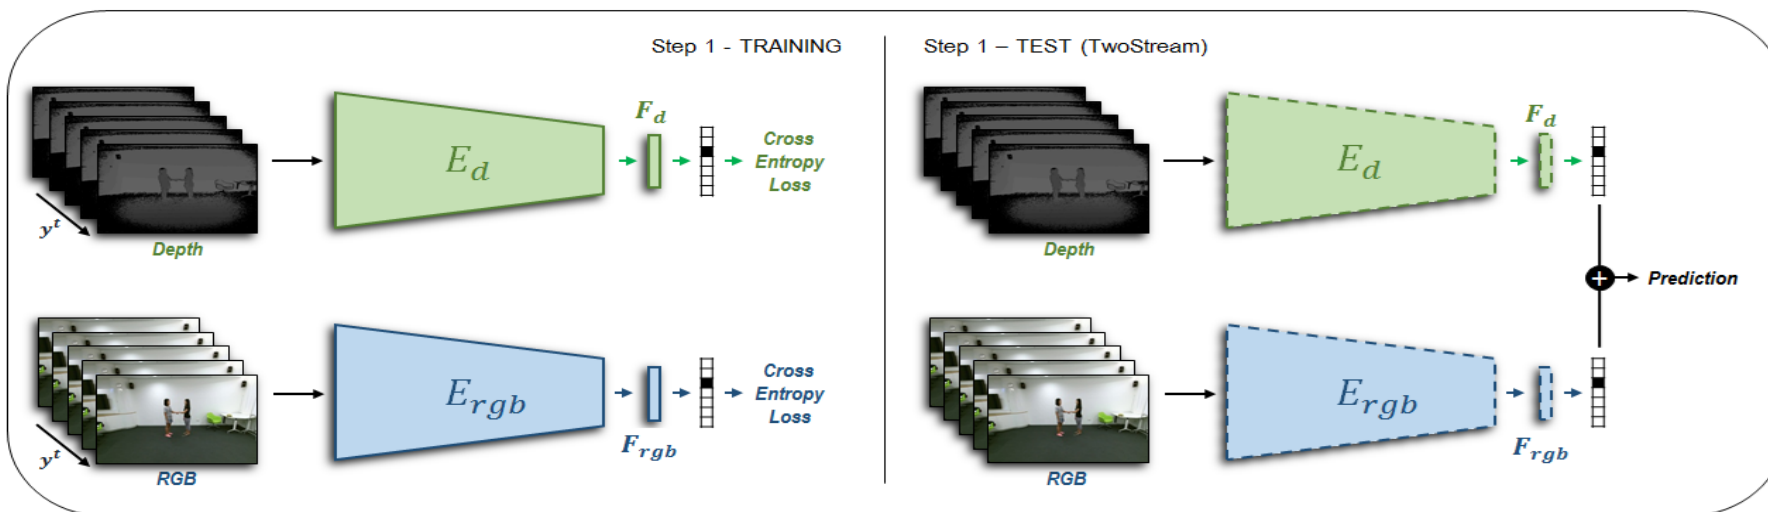 Step 1 - TRAINING
F_d
E_d
Cross
Entropy
Loss
y^t
Depth
E_rgb
Cross
Entropy
Loss
F_rgb
y^t
RGB
Step 1 – TEST (TwoStream)
F_d
E_d
Depth
+
Prediction
E_rgb
F_rgb
RGB